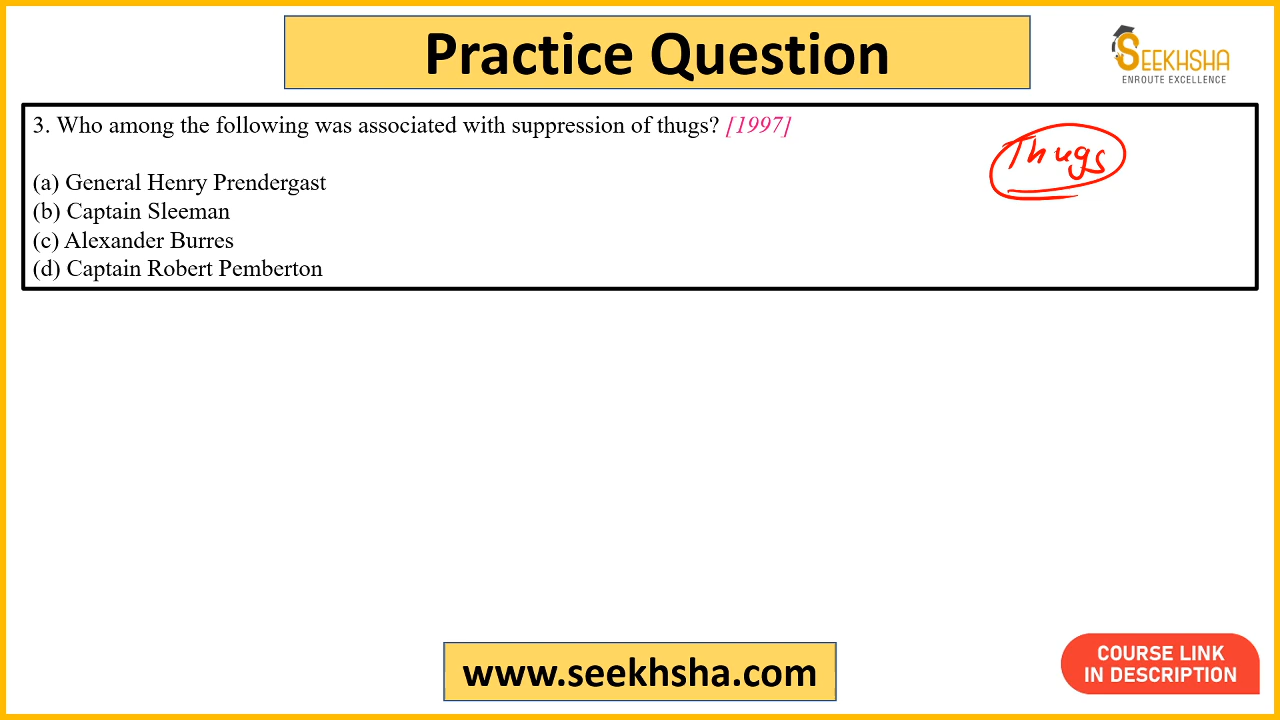 Practice Question
SEEKHSHA
ENROUTE EXCELLENCE
3. Who among the following was associated with suppression of thugs? [1997]
Thugs
(a) General Henry Prendergast
(b) Captain Sleeman
(c) Alexander Burres
(d) Captain Robert Pemberton
www.seekhsha.com
COURSE LINK
IN DESCRIPTION